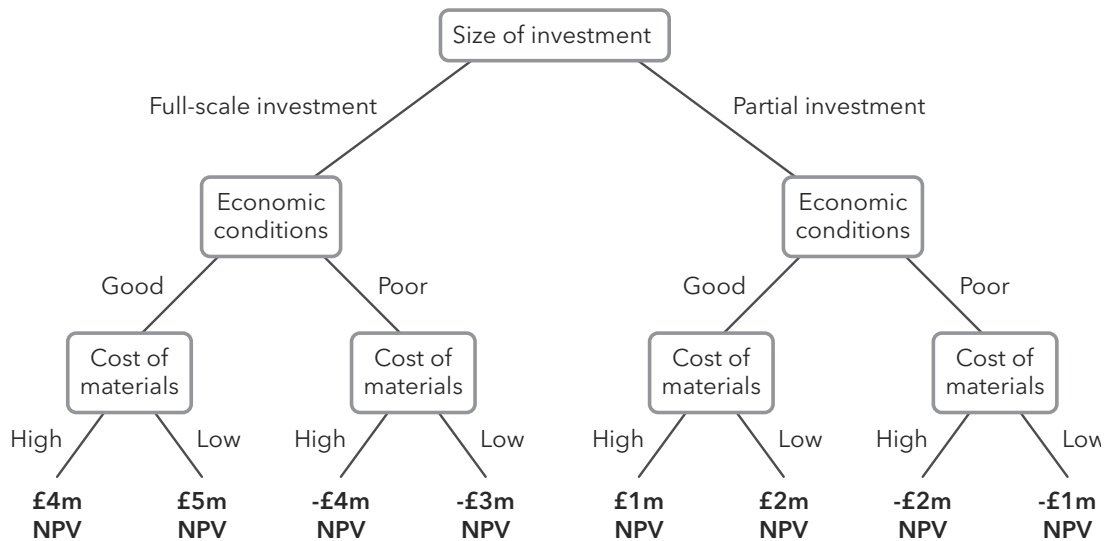 Size of investment
Full-scale investment
Partial investment
Economic
conditions
Economic
conditions
Good
Poor
Good
Poor
Cost of
materials
Cost of
materials
Cost of
materials
Cost of
materials
High
Low
High
Low
High
Low
High
Low
£4m
NPV
£5m
NPV
-£4m
NPV
-£3m
NPV
£1m
NPV
£2m
NPV
-£2m
NPV
-£1m
NPV